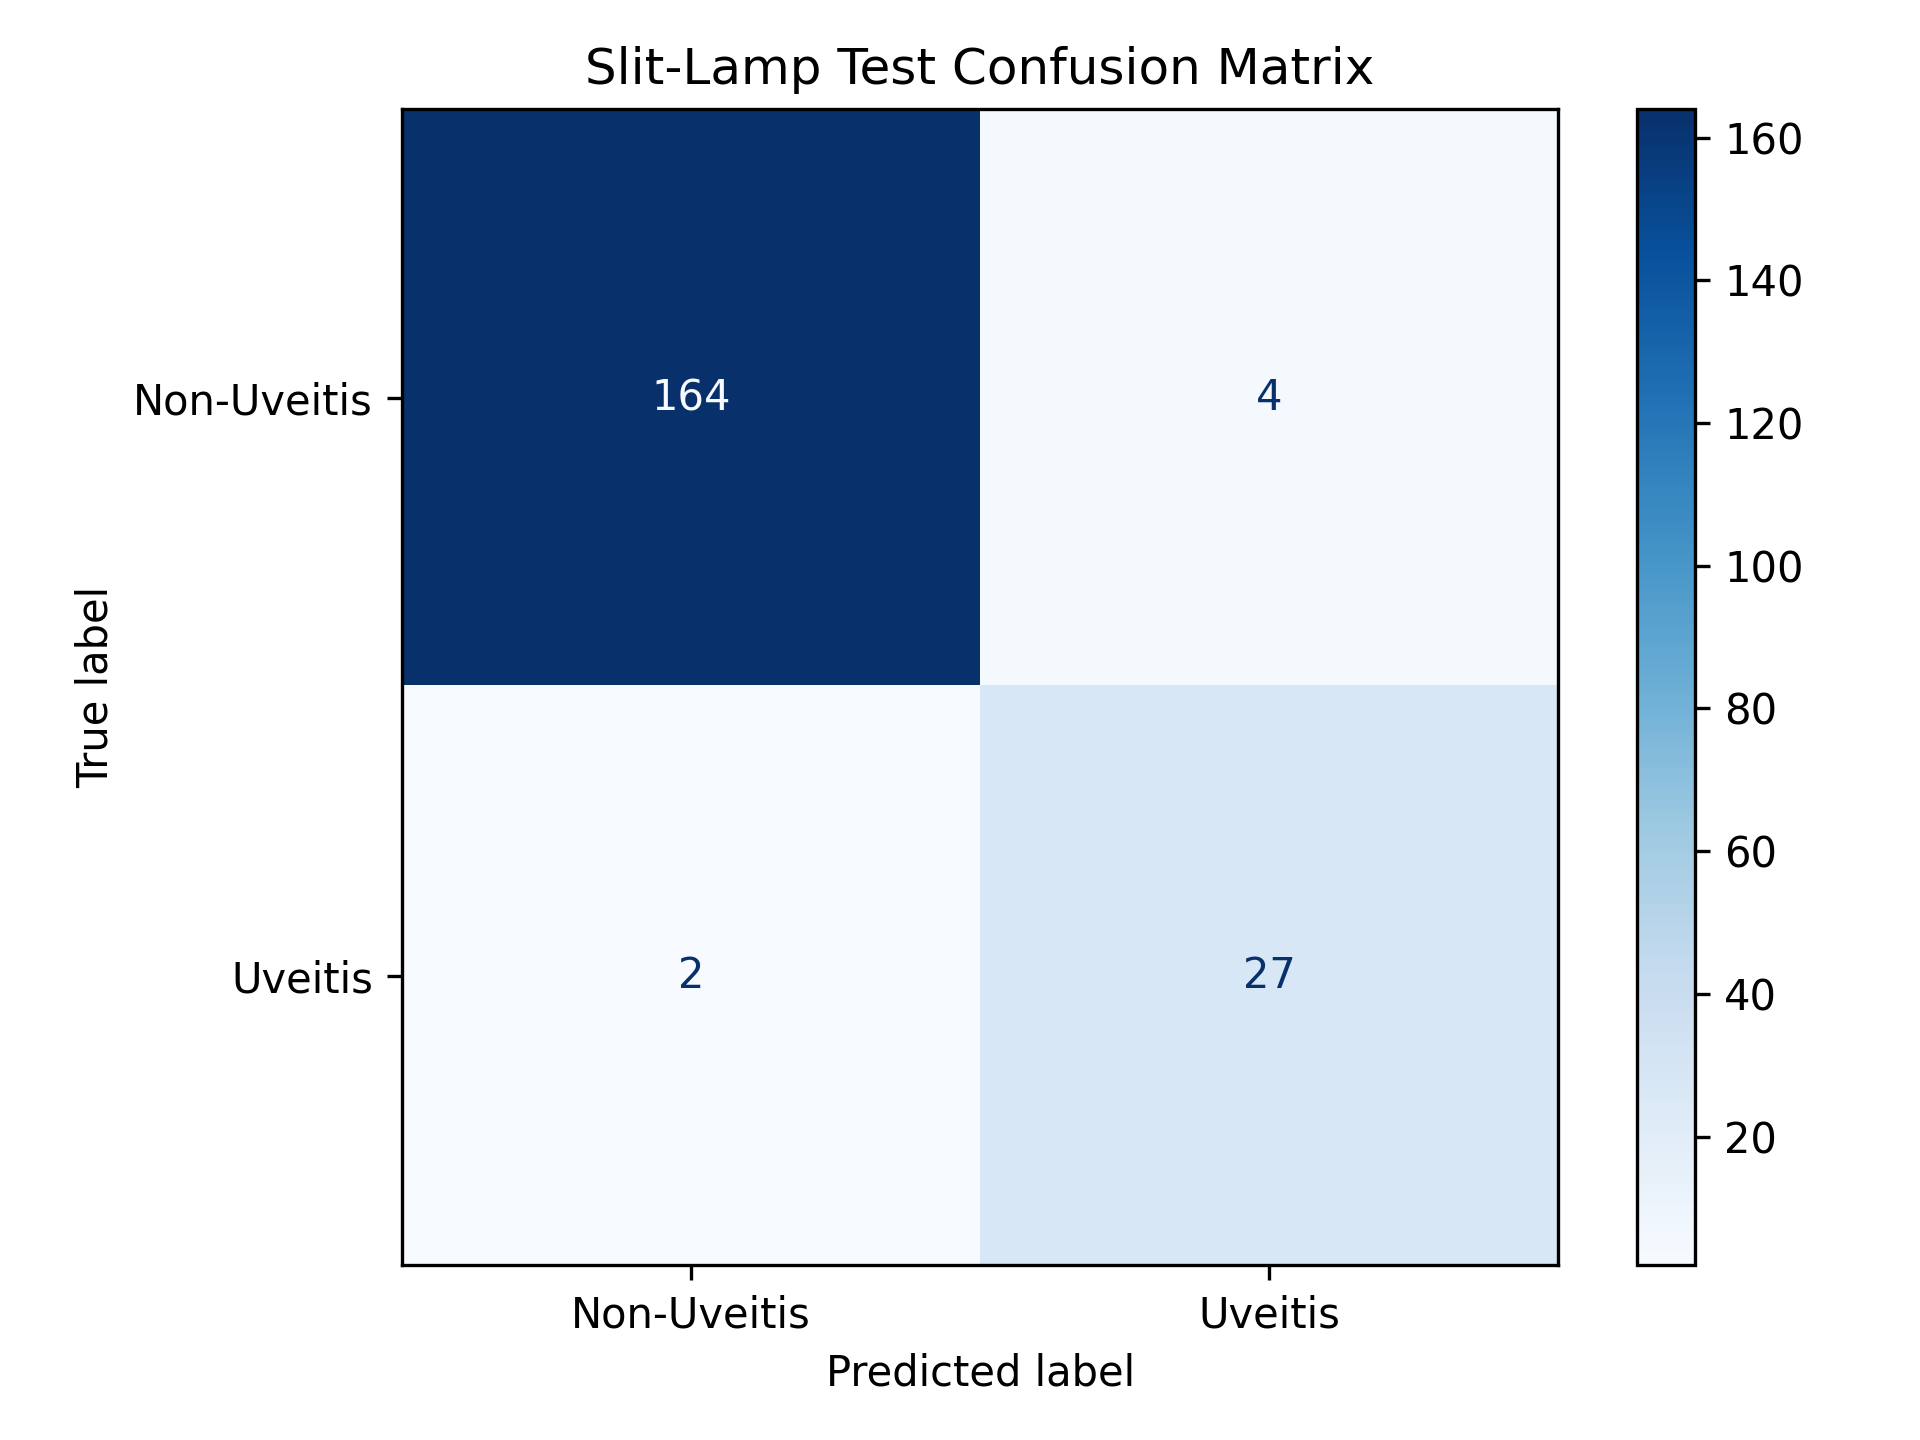 Slit-Lamp Test Confusion Matrix
True label
Non-Uveitis
164
4
Uveitis
2
27
Non-Uveitis
Uveitis
Predicted label
160
140
120
100
80
60
40
20